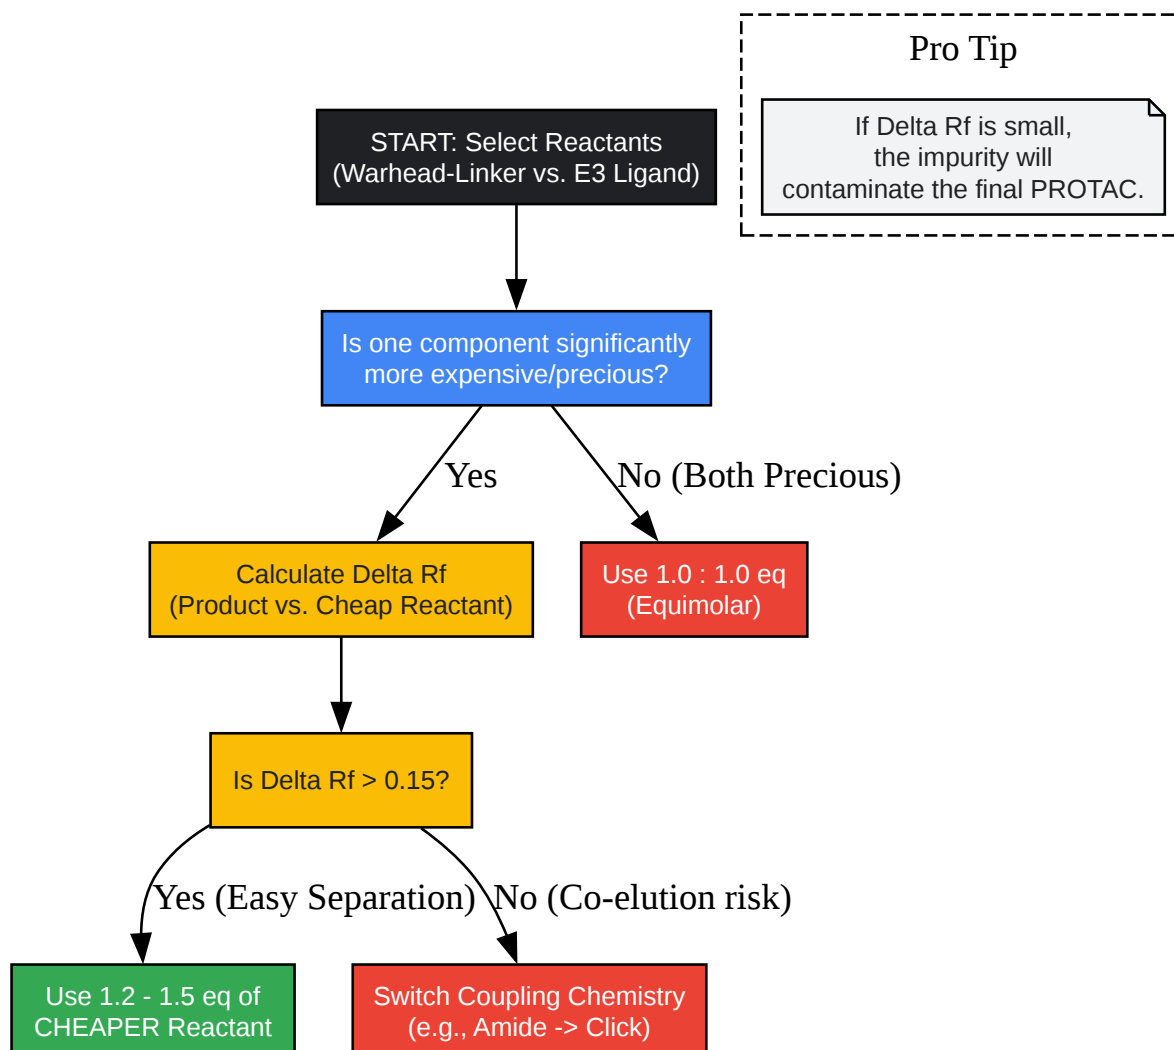 Pro Tip
If Delta Rf is small,
the impurity will
contaminate the final PROTAC.
START: Select Reactants
(Warhead-Linker vs. E3 Ligand)
Is one component significantly
more expensive/precious?
Yes
No (Both Precious)
Calculate Delta Rf
(Product vs. Cheap Reactant)
Use 1.0 : 1.0 eq
(Equimolar)
Is Delta Rf > 0.15?
Yes (Easy Separation)
No (Co-elution risk)
Use 1.2 - 1.5 eq of
CHEAPER Reactant
Switch Coupling Chemistry
(e.g., Amide -> Click)